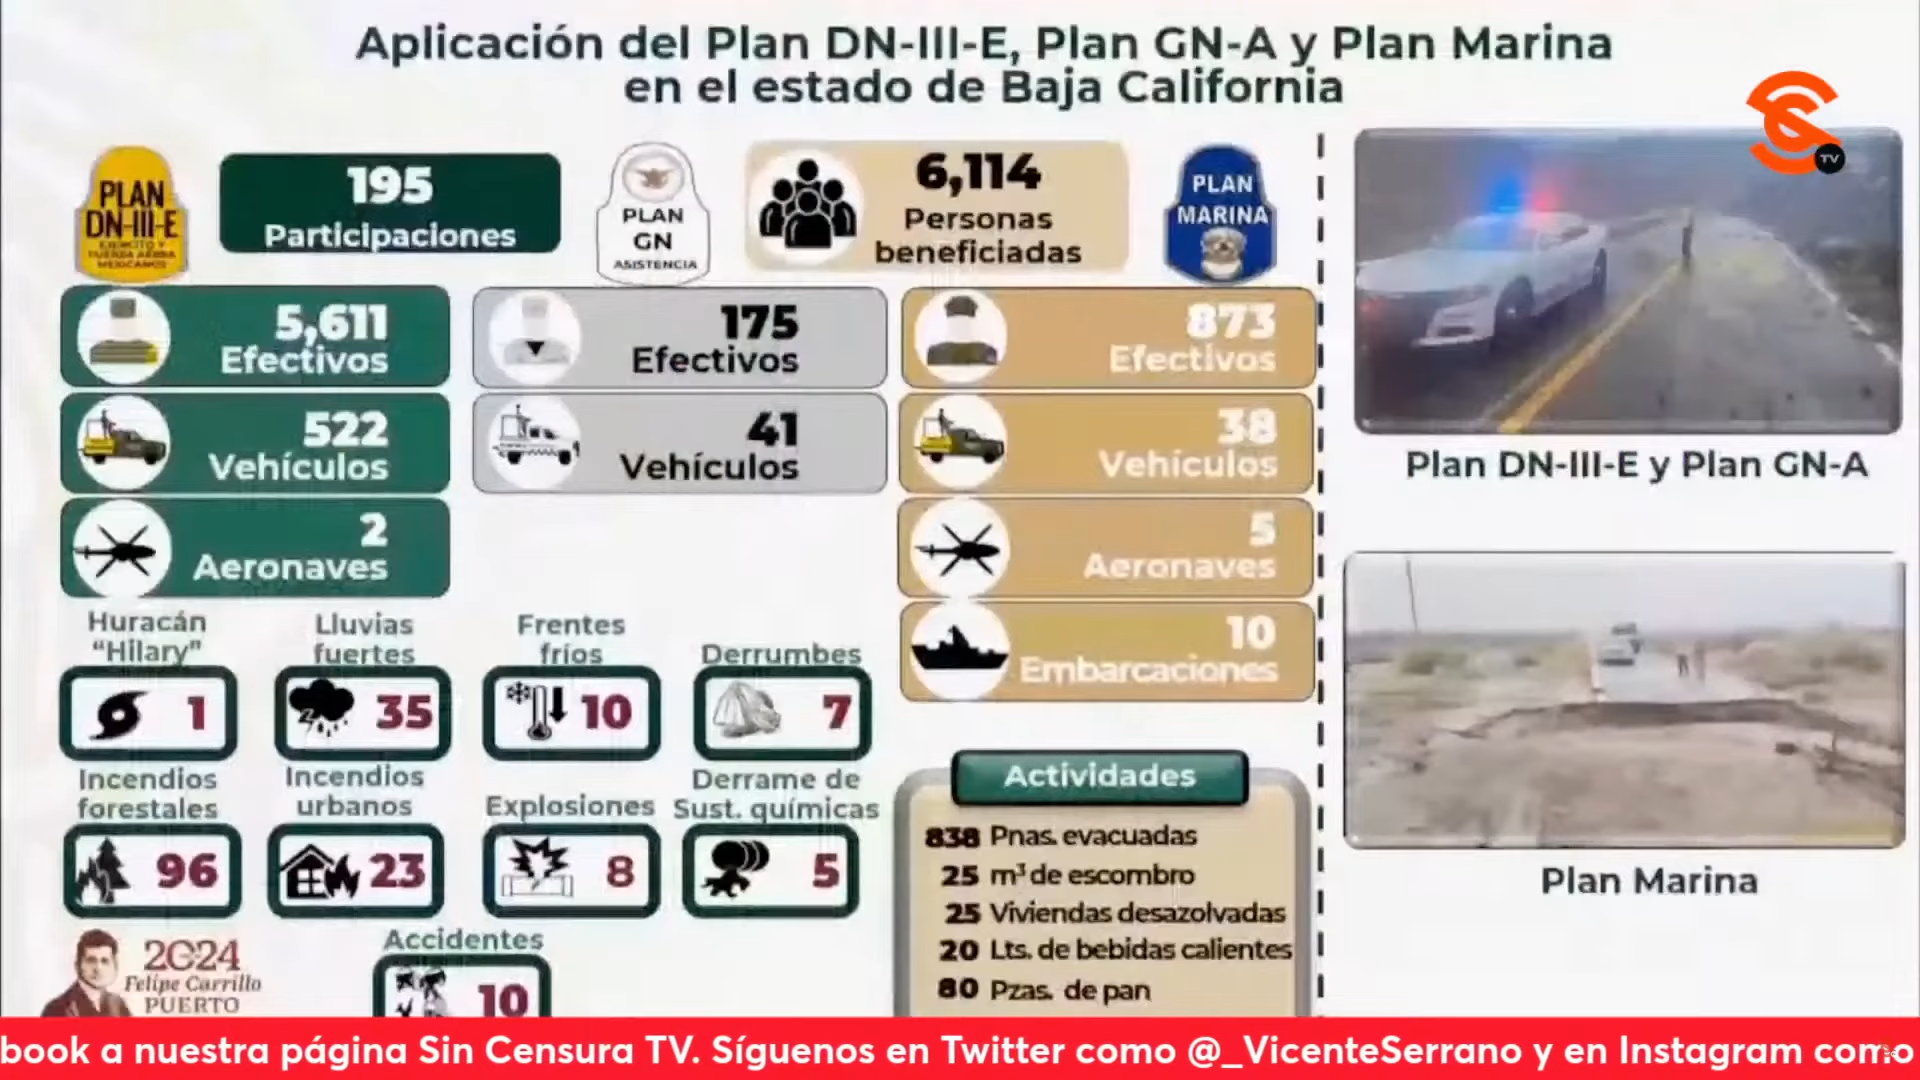 Aplicación del Plan DN-III-E, Plan GN-A y Plan Marina
en el estado de Baja California
TV
PLAN
DN-III-E
EJÉRCITO Y
FUERZA AÉREA
MEXICANOS
195
Participaciones
PLAN
GN
ASISTENCIA
6,114
Personas
beneficiadas
PLAN
MARINA
5,611
Efectivos
522
Vehículos
2
Aeronaves
175
Efectivos
41
Vehículos
873
Efectivos
38
Vehículos
5
Aeronaves
10
Embarcaciones
Plan DN-III-E y Plan GN-A
Plan Marina
Huracán
“Hilary”
1
Lluvias
fuertes
35
Frentes
fríos
10
Derrumbes
7
Incendios
forestales
96
Incendios
urbanos
23
Explosiones
8
Derrame de
Sust. químicas
5
Accidentes
10
Actividades
838 Pnas. evacuadas
25 m³ de escombro
25 Viviendas desazolvadas
20 Lts. de bebidas calientes
80 Pzas. de pan
2024
Felipe Carrillo
PUERTO
book a nuestra página Sin Censura TV. Síguenos en Twitter como @_VicenteSerrano y en Instagram como